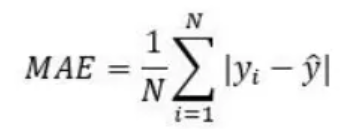 MAE = \frac{1}{N} \sum_{i=1}^{N} |y_i - \hat{y}|